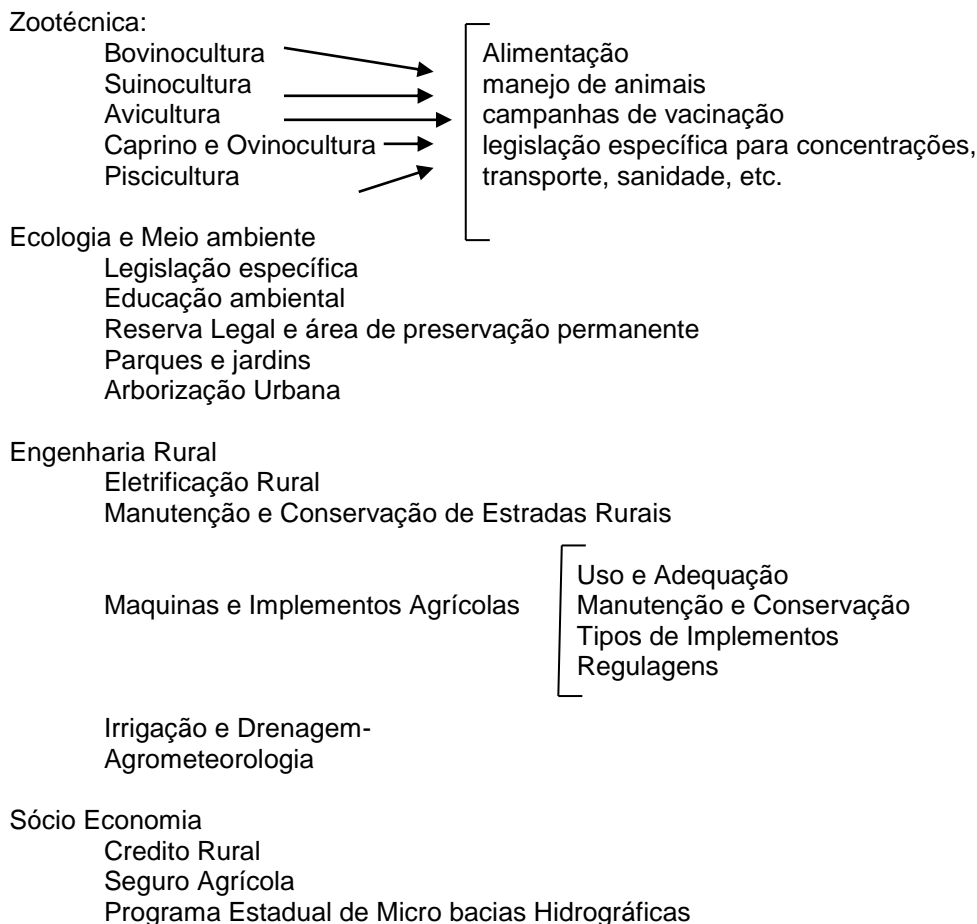 Zootécnica:
Bovinocultura Alimentação
Suinocultura manejo de animais
Avicultura campanhas de vacinação
Caprino e Ovinocultura legislação específica para concentrações,
Piscicultura transporte, sanidade, etc.
Ecologia e Meio ambiente
Legislação específica
Educação ambiental
Reserva Legal e área de preservação permanente
Parques e jardins
Arborização Urbana
Engenharia Rural
Eletrificação Rural
Manutenção e Conservação de Estradas Rurais
Uso e Adequação
Maquinas e Implementos Agrícolas Manutenção e Conservação
Tipos de Implementos
Regulagens
Irrigação e Drenagem-
Agrometeorologia
Sócio Economia
Credito Rural
Seguro Agrícola
Programa Estadual de Micro bacias Hidrográficas